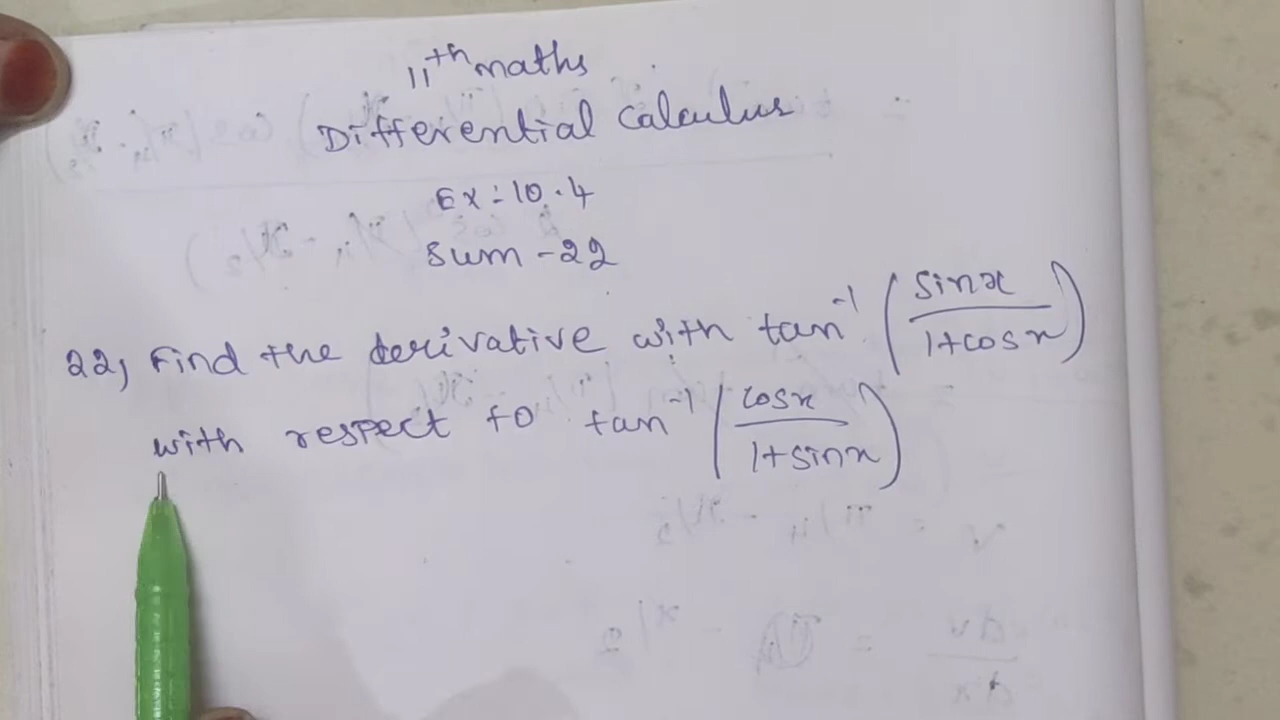 11th maths
Differential calculus
Ex: 10.4
Sum - 22
22, Find the derivative with tan⁻¹ (sinx / 1+cosx)
with respect to tan⁻¹ (cosx / 1+sinx)